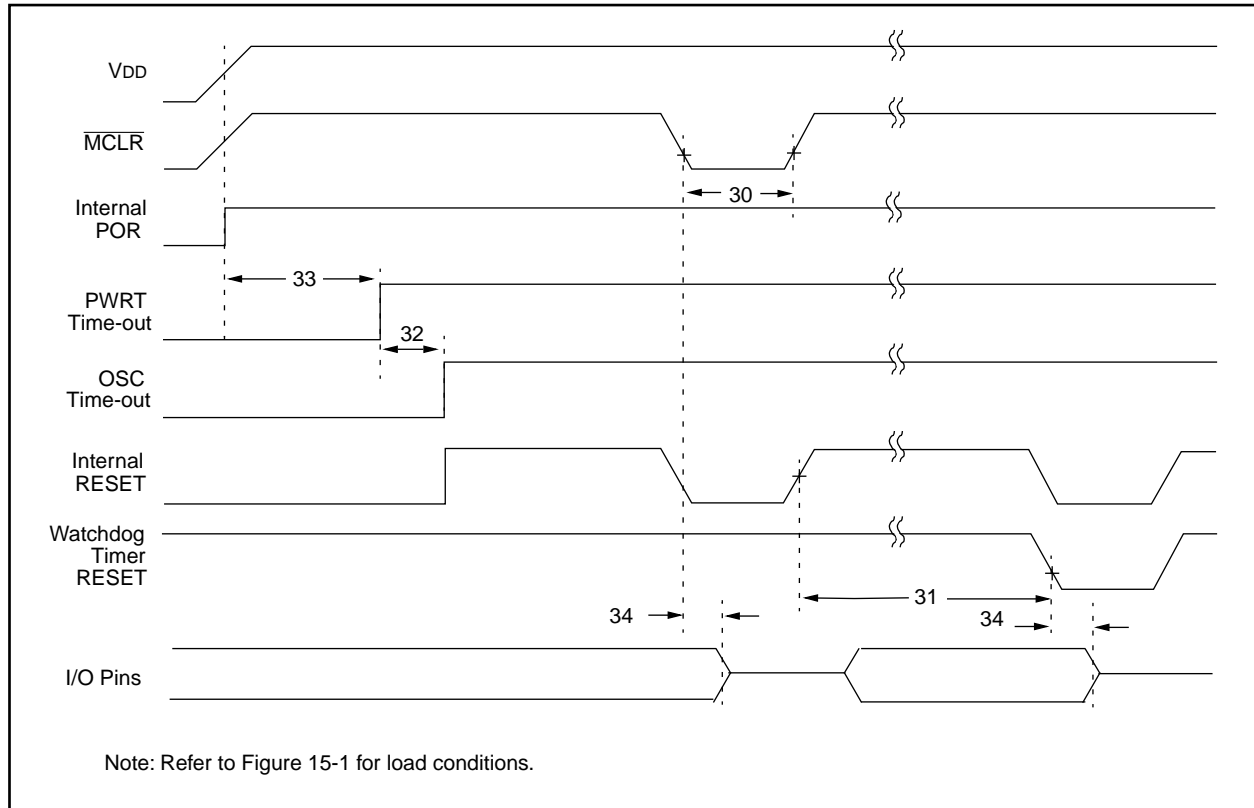 VDD
MCLR
30
Internal
POR
33
PWRT
Time-out
32
OSC
Time-out
Internal
RESET
Watchdog
Timer
RESET
31
34
34
I/O Pins
Note: Refer to Figure 15-1 for load conditions.